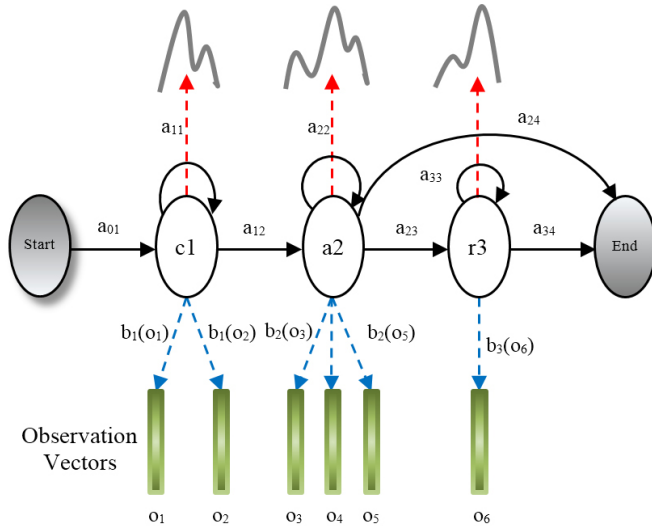 a₁₁
a₂₂
a₂₄
a₃₃
Start
a₀₁
c1
a₁₂
a2
a₂₃
r3
a₃₄
End
b₁(o₁)
b₁(o₂)
b₂(o₃)
b₂(o₅)
b₃(o₆)
Observation
Vectors
o₁
o₂
o₃
o₄
o₅
o₆